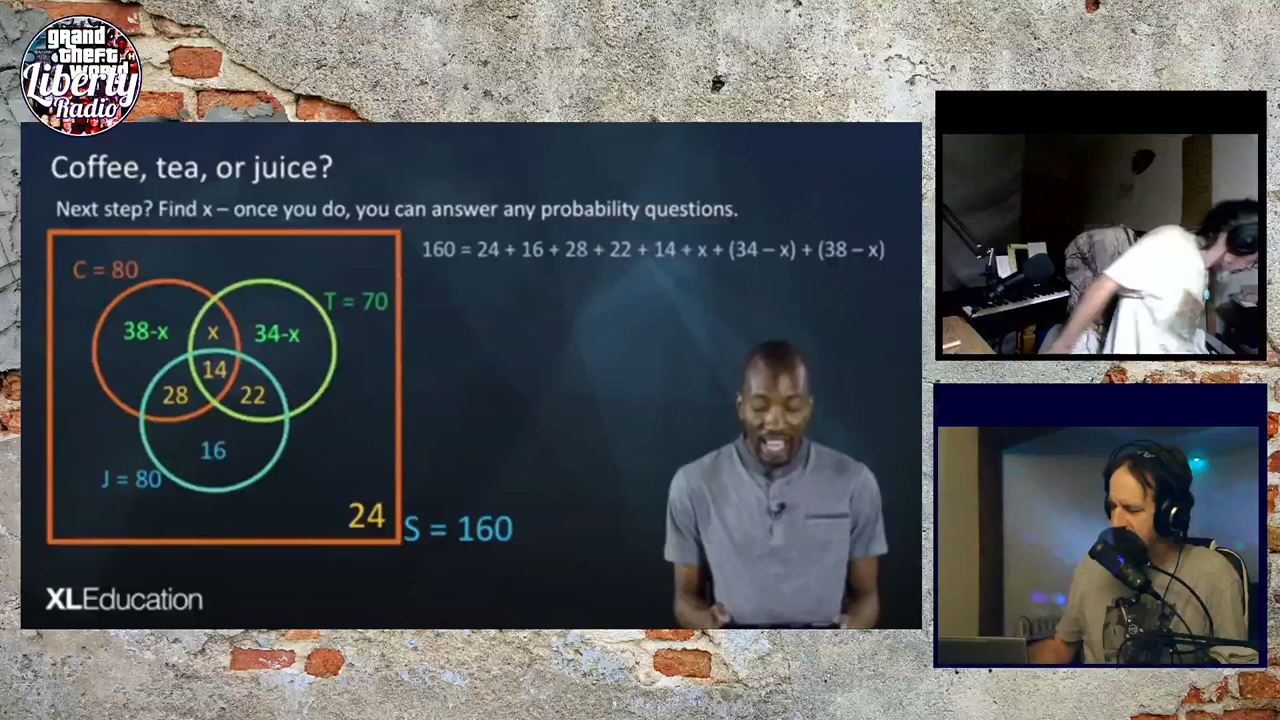 grand
theft
world
Liberty
Radio
Coffee, tea, or juice?
Next step? Find x – once you do, you can answer any probability questions.
160 = 24 + 16 + 28 + 22 + 14 + x + (34 – x) + (38 – x)
C = 80
T = 70
38-x
x
34-x
14
28
22
16
J = 80
24
S = 160
XLEducation